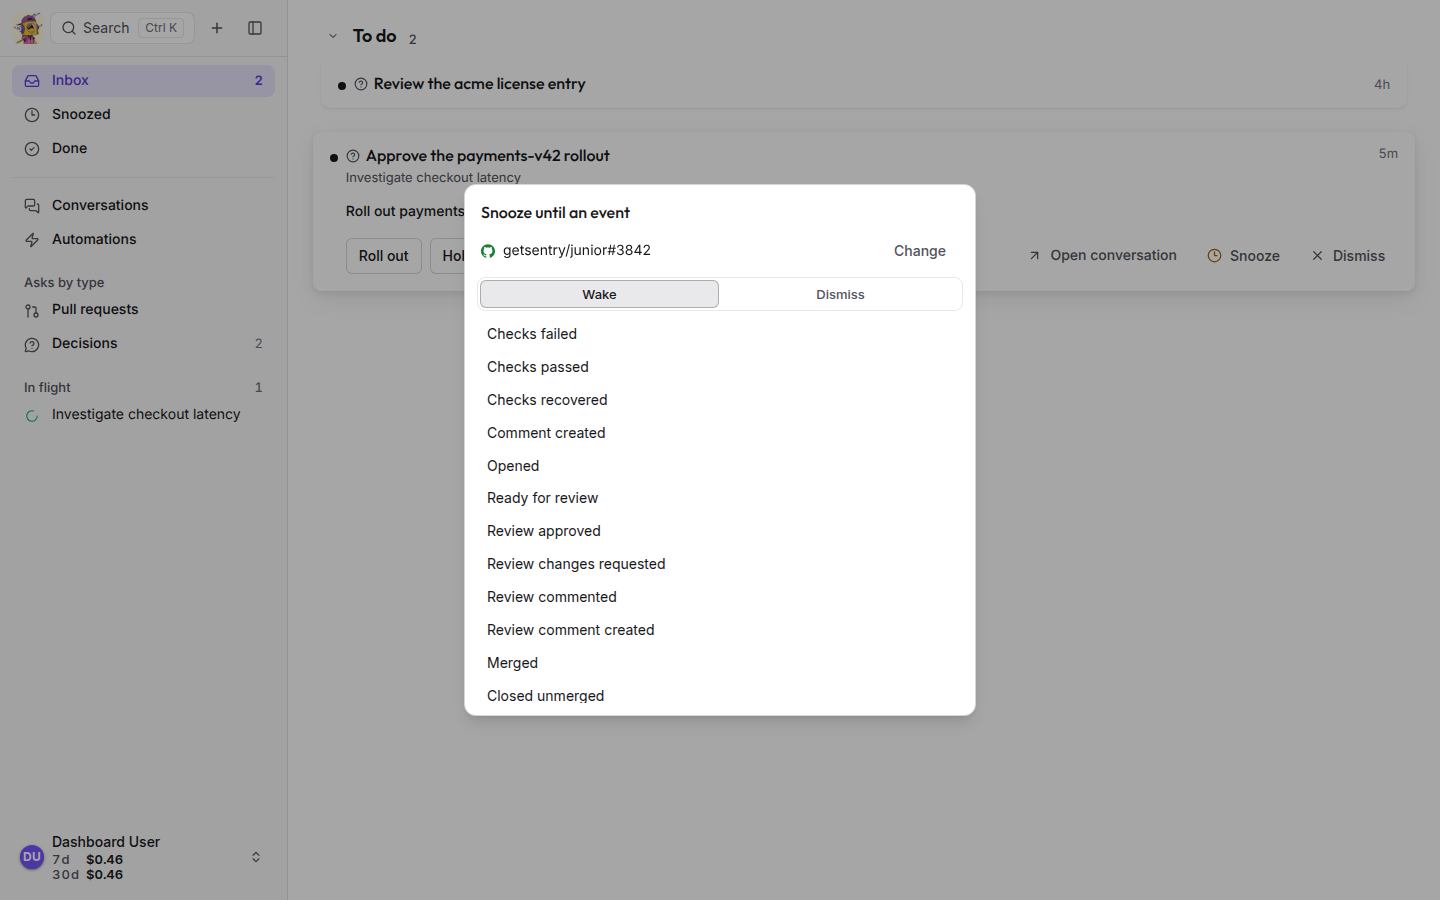 Search Ctrl K
Inbox 2
Snoozed
Done
Conversations
Automations
Asks by type
Pull requests
Decisions 2
In flight 1
Investigate checkout latency
DU
Dashboard User
7d $0.46
30d $0.46
To do 2
Review the acme license entry 4h
Approve the payments-v42 rollout 5m
Investigate checkout latency
Roll out payments
Roll out
Open conversation
Snooze
Dismiss
Snooze until an event
getsentry/junior#3842 Change
Wake Dismiss
Checks failed
Checks passed
Checks recovered
Comment created
Opened
Ready for review
Review approved
Review changes requested
Review commented
Review comment created
Merged
Closed unmerged